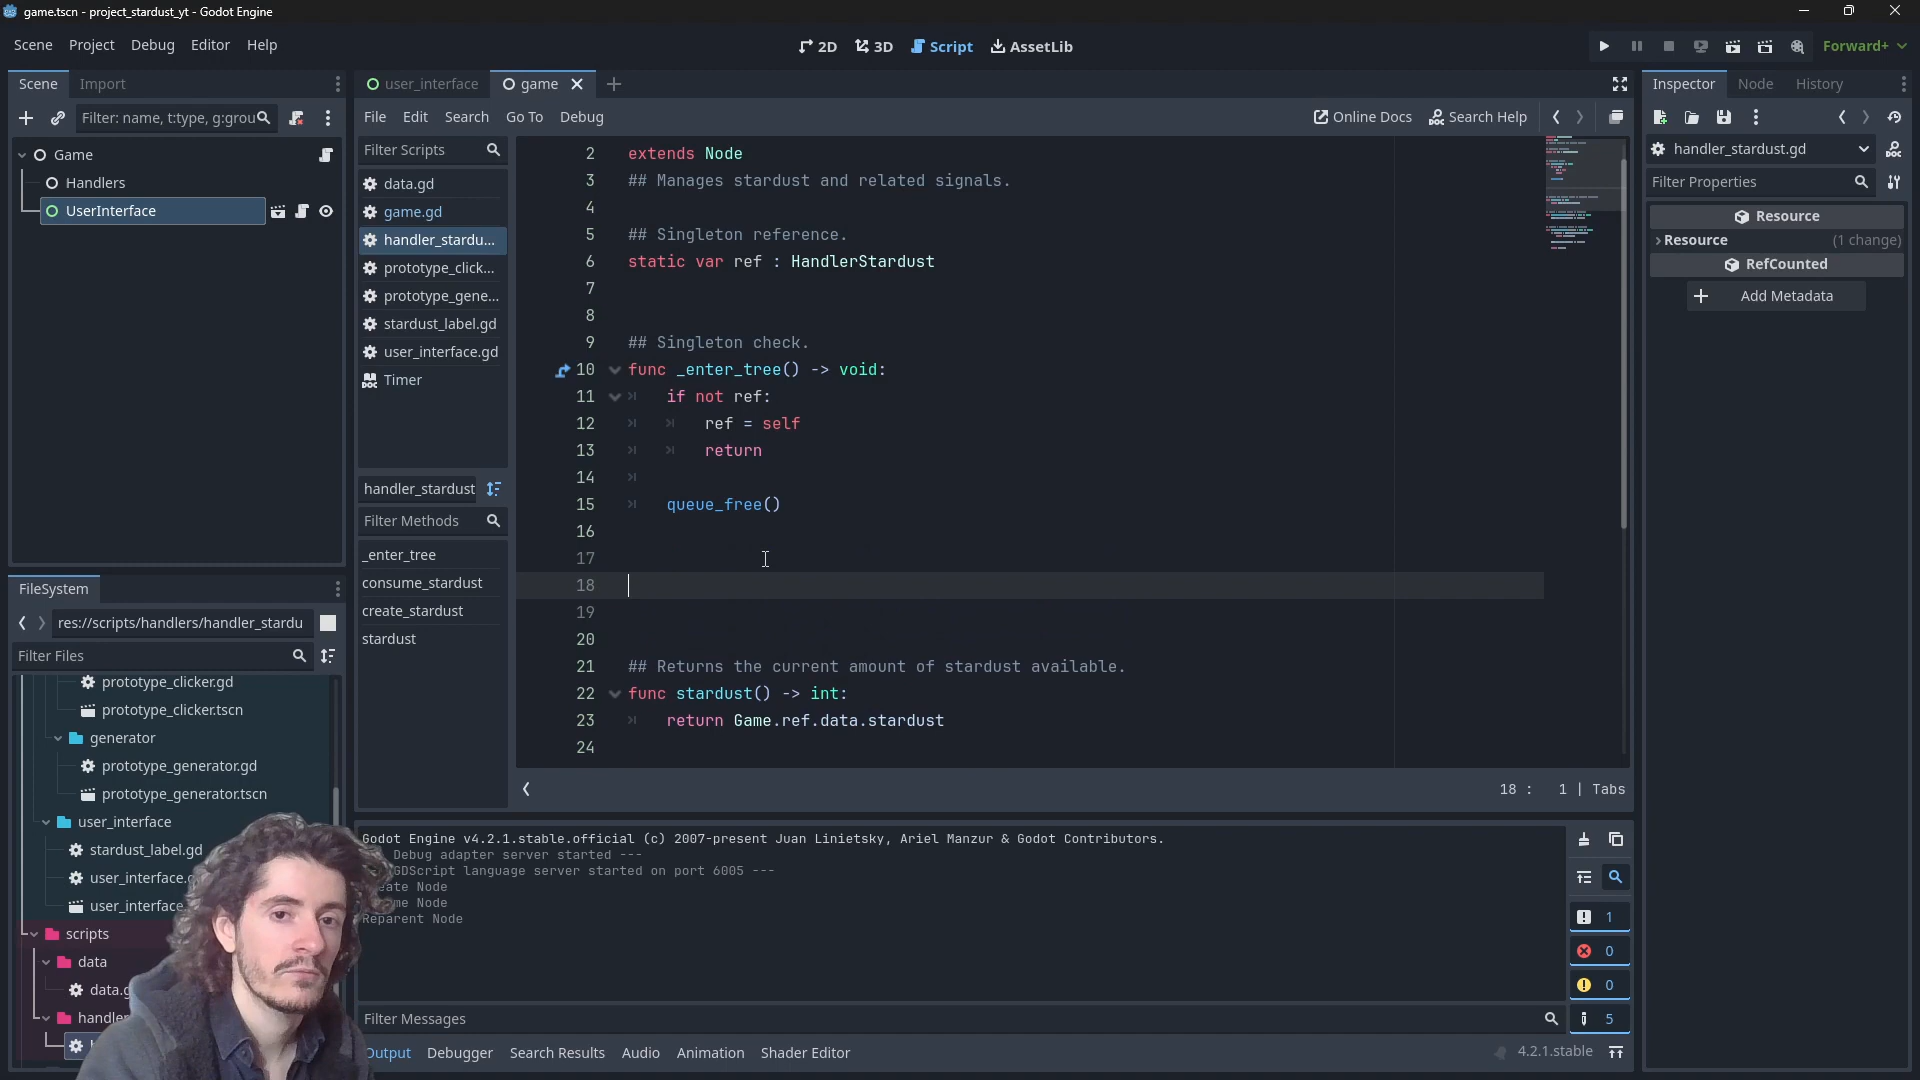 game.tscn - project_stardust_yt - Godot Engine
Scene Project Debug Editor Help
2D 3D Script AssetLib
Forward+
Scene Import
Filter: name, t:type, g:grou
Game
Handlers
UserInterface
FileSystem
res://scripts/handlers/handler_stardu
Filter Files
prototype_clicker.gd
prototype_clicker.tscn
generator
prototype_generator.gd
prototype_generator.tscn
user_interface
stardust_label.gd
user_interface.g
user_interface
scripts
data
data.g
handler
user_interface game
File Edit Search Go To Debug
Online Docs Search Help
Filter Scripts
data.gd
game.gd
handler_stardu...
prototype_click...
prototype_gene...
stardust_label.gd
user_interface.gd
Timer
handler_stardust
Filter Methods
_enter_tree
consume_stardust
create_stardust
stardust
2 extends Node
3 ## Manages stardust and related signals.
4
5 ## Singleton reference.
6 static var ref : HandlerStardust
7
8
9 ## Singleton check.
10 func _enter_tree() -> void:
11 if not ref:
12 ref = self
13 return
14
15 queue_free()
16
17
18
19
20
21 ## Returns the current amount of stardust available.
22 func stardust() -> int:
23 return Game.ref.data.stardust
24
18 : 1 | Tabs
Godot Engine v4.2.1.stable.official (c) 2007-present Juan Linietsky, Ariel Manzur & Godot Contributors.
Debug adapter server started ---
GDScript language server started on port 6005 ---
eate Node
me Node
Reparent Node
1
0
0
5
Filter Messages
Output Debugger Search Results Audio Animation Shader Editor
4.2.1.stable
Inspector Node History
handler_stardust.gd
Filter Properties
Resource
Resource (1 change)
RefCounted
Add Metadata